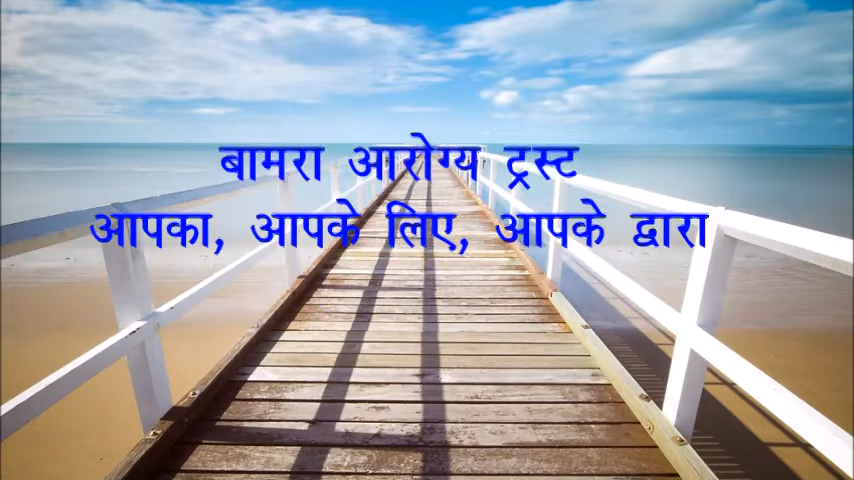 बामरा आरोग्य ट्रस्ट
आपका, आपके लिए, आपके द्वारा